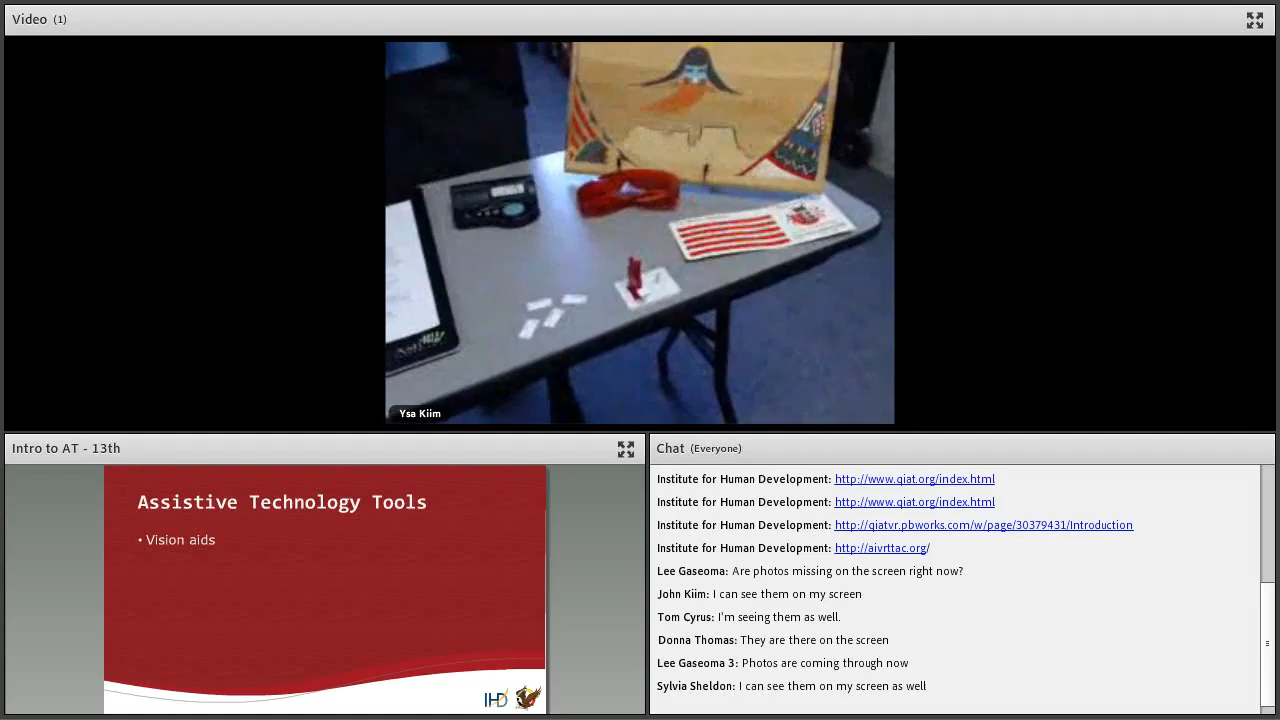 Video (1)
Ysa Kiim
Intro to AT - 13th
Assistive Technology Tools
• Vision aids
IHD
Chat (Everyone)
Institute for Human Development: http://www.qiat.org/index.html
Institute for Human Development: http://www.qiat.org/index.html
Institute for Human Development: http://qiatvr.pbworks.com/w/page/30379431/Introduction
Institute for Human Development: http://aivrttac.org/
Lee Gaseoma: Are photos missing on the screen right now?
John Kiim: I can see them on my screen
Tom Cyrus: I'm seeing them as well.
Donna Thomas: They are there on the screen
Lee Gaseoma 3: Photos are coming through now
Sylvia Sheldon: I can see them on my screen as well